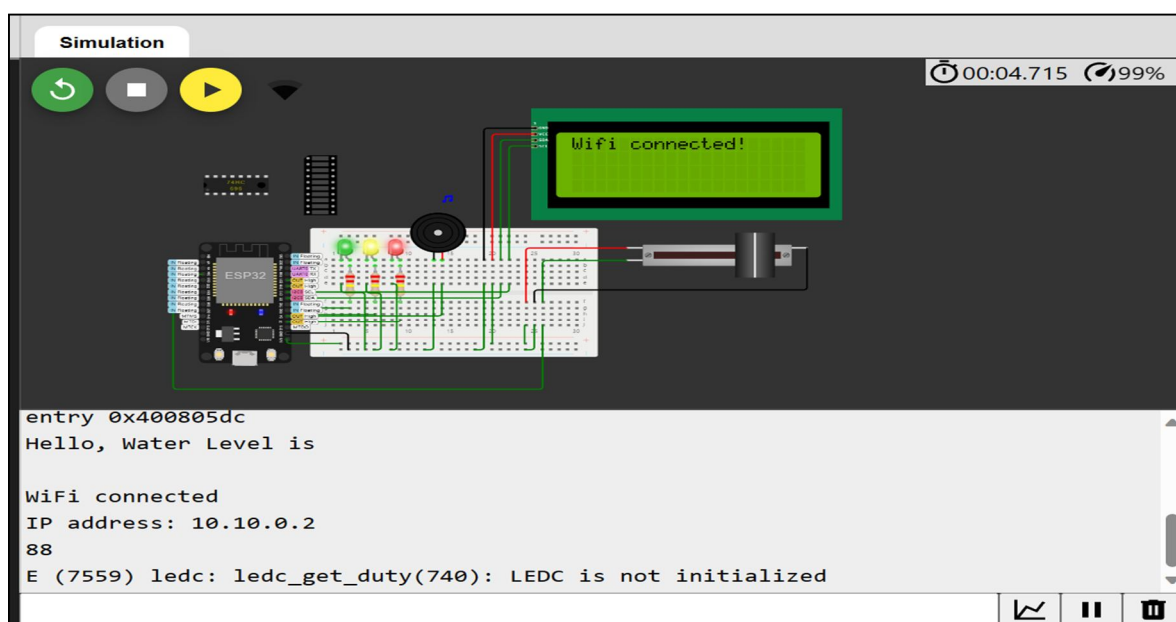 Simulation
00:04.715 99%
Wifi connected!
ESP32
entry 0x400805dc
Hello, Water Level is
WiFi connected
IP address: 10.10.0.2
88
E (7559) ledc: ledc_get_duty(740): LEDC is not initialized